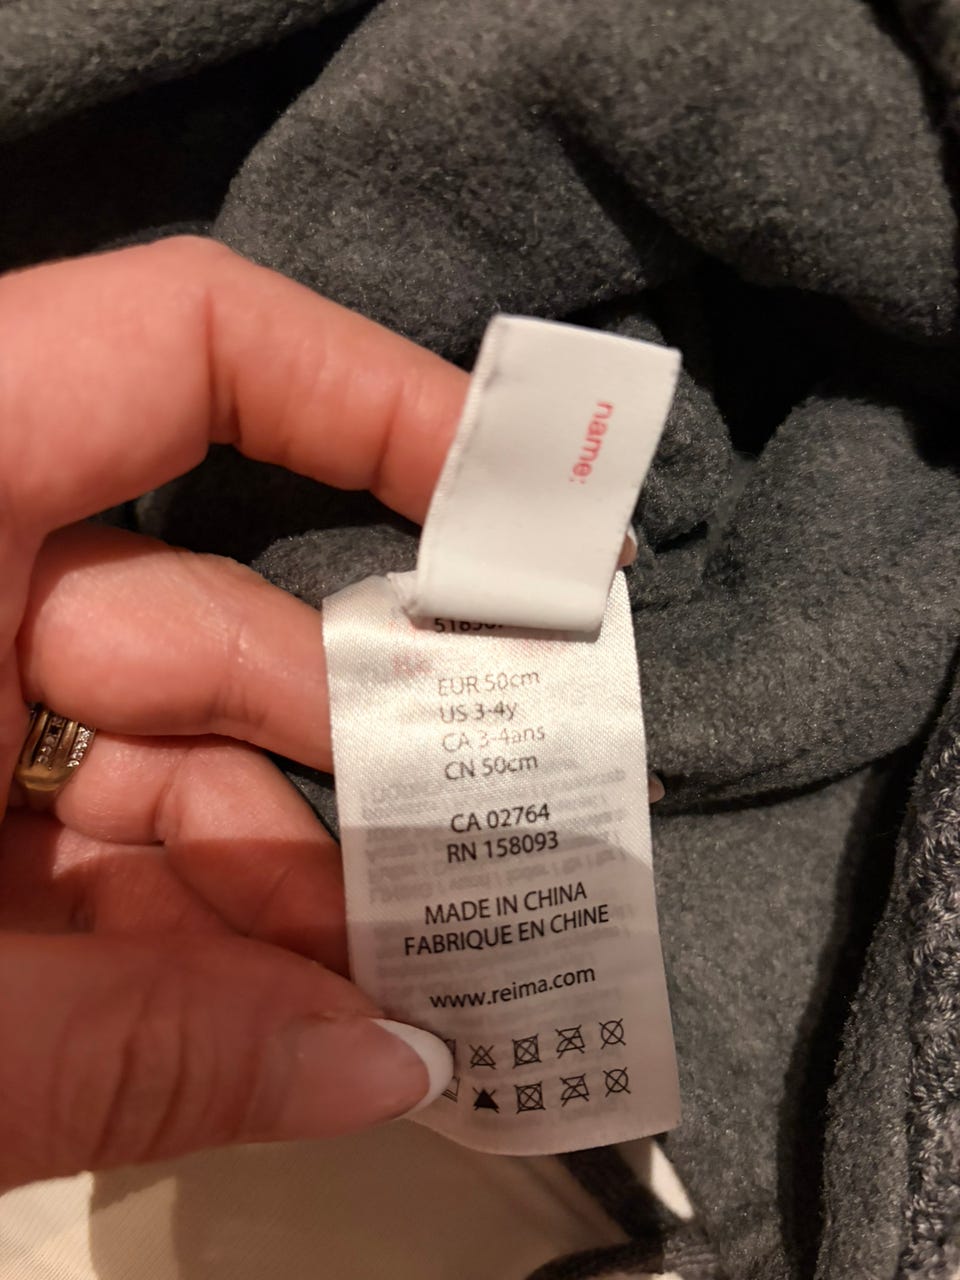 name:
EUR 50cm
US 3-4y
CA 3-4ans
CN 50cm
CA 02764
RN 158093
MADE IN CHINA
FABRIQUE EN CHINE
www.reima.com